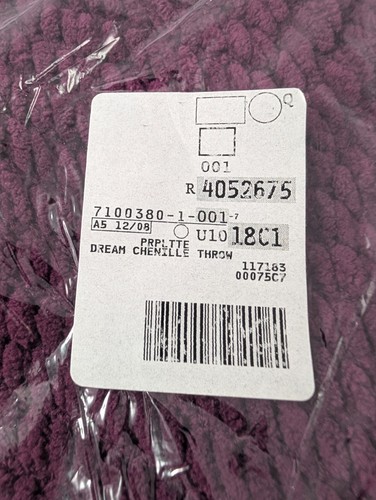 Q
001
R 4052675
7100380-1-001-7
A5 12/08 U10 18C1
PRPLTTE
DREAM CHENILLE THROW
117183
00075C7